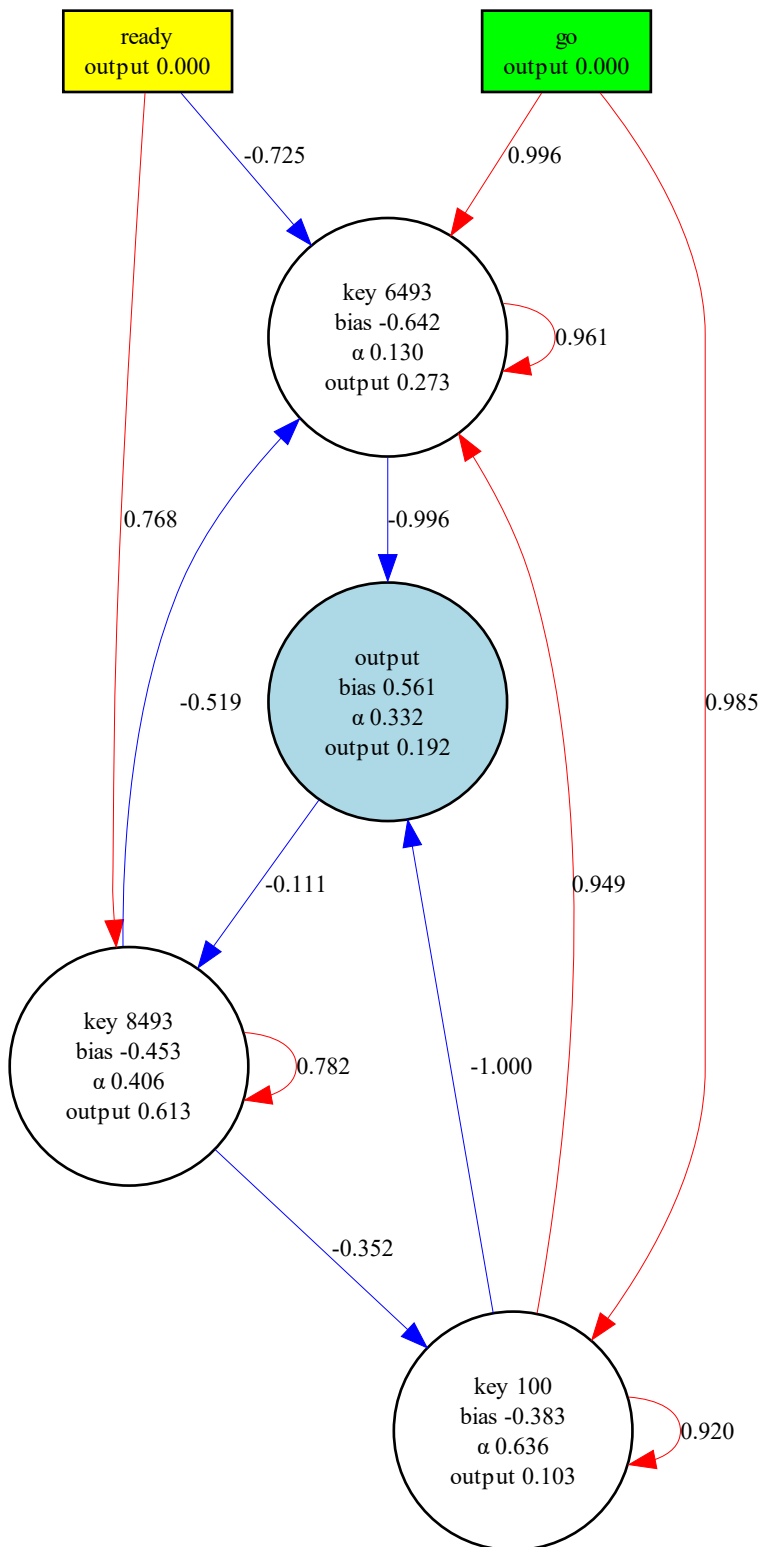 ready
output 0.000
go
output 0.000
-0.725
0.996
key 6493
bias -0.642
α 0.130
output 0.273
0.961
0.768
-0.996
-0.519
output
bias 0.561
α 0.332
output 0.192
0.985
-0.111
0.949
key 8493
bias -0.453
α 0.406
output 0.613
0.782
-1.000
-0.352
key 100
bias -0.383
α 0.636
output 0.103
0.920